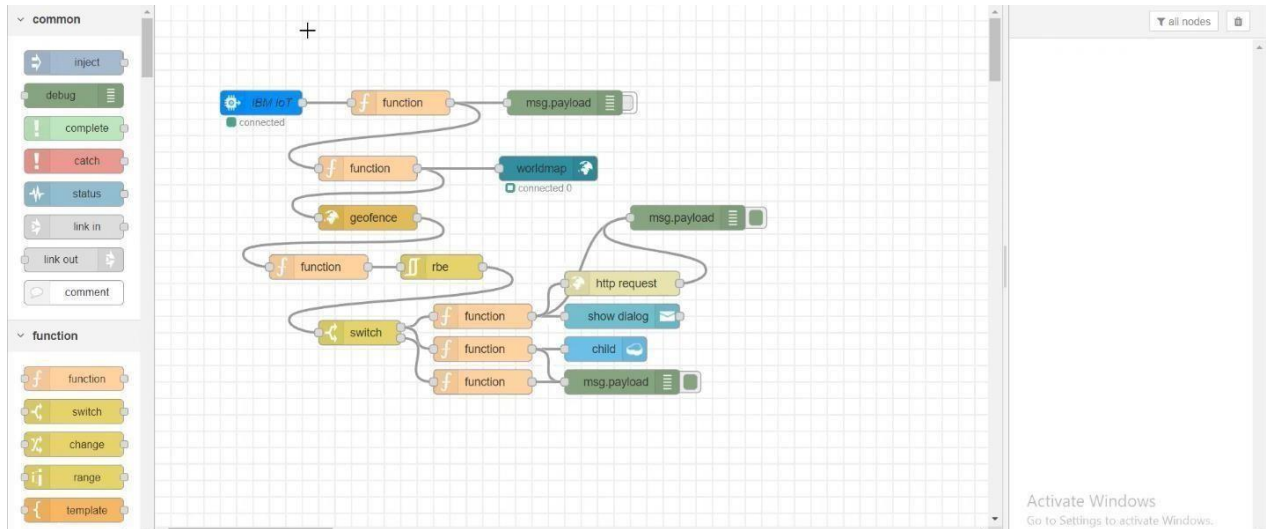 common
inject
debug
complete
catch
status
link in
link out
comment
function
function
switch
change
range
template
IBM IoT
connected
function
msg.payload
function
worldmap
connected 0
geofence
msg.payload
function
rbe
http request
function
show dialog
switch
function
child
function
msg.payload
all nodes
Activate Windows
Go to Settings to activate Windows.